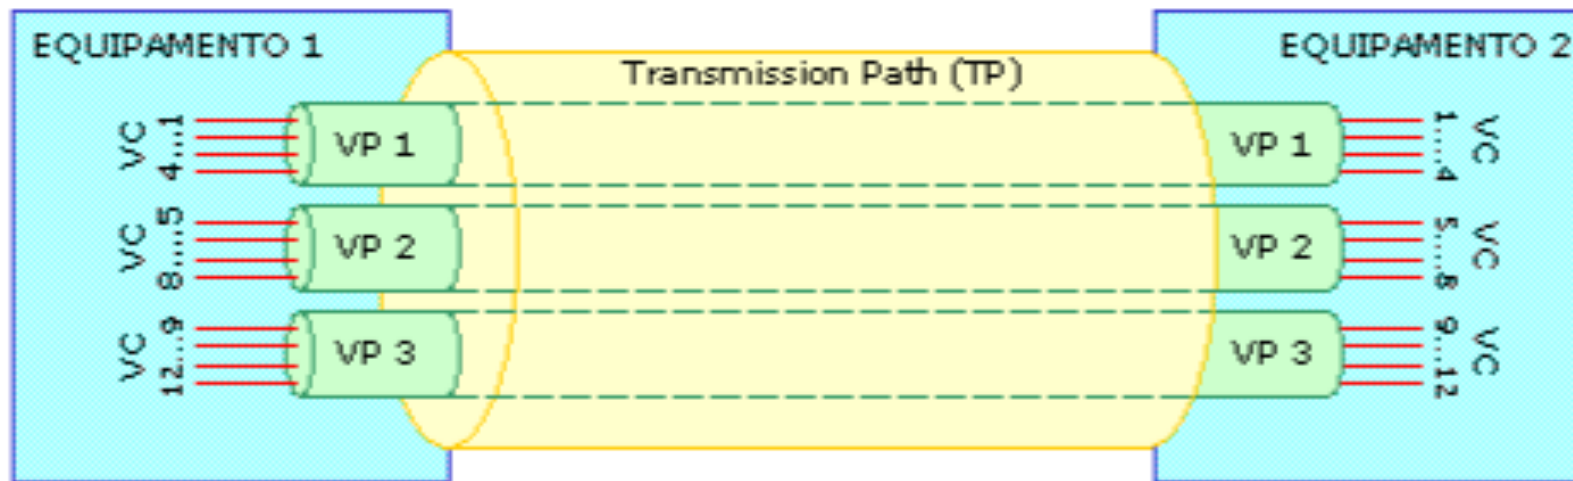 EQUIPAMENTO 1
EQUIPAMENTO 2
Transmission Path (TP)
VC 1....4
VP 1
VP 1
1.....4 VC
VC 5.....8
VP 2
VP 2
5....8 VC
VC 9....12
VP 3
VP 3
9....12 VC